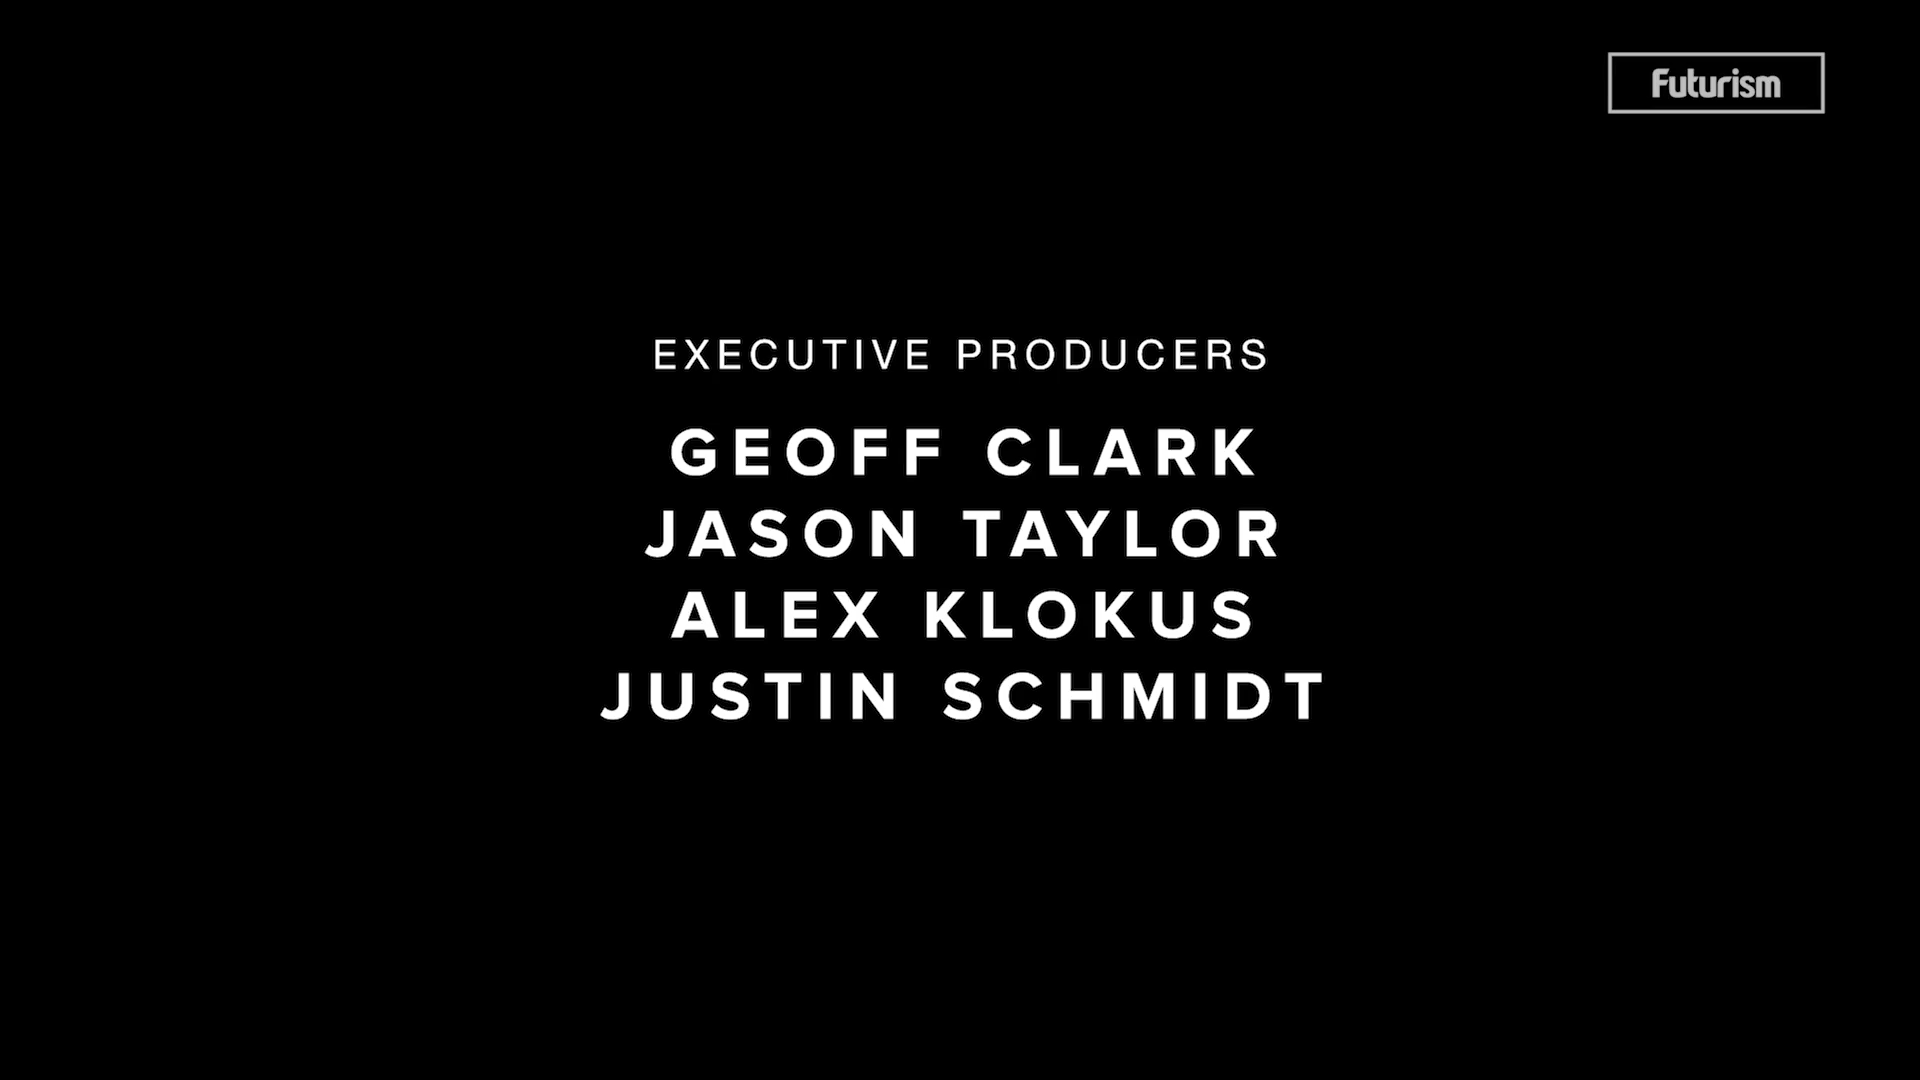 Futurism
EXECUTIVE PRODUCERS
GEOFF CLARK
JASON TAYLOR
ALEX KLOKUS
JUSTIN SCHMIDT